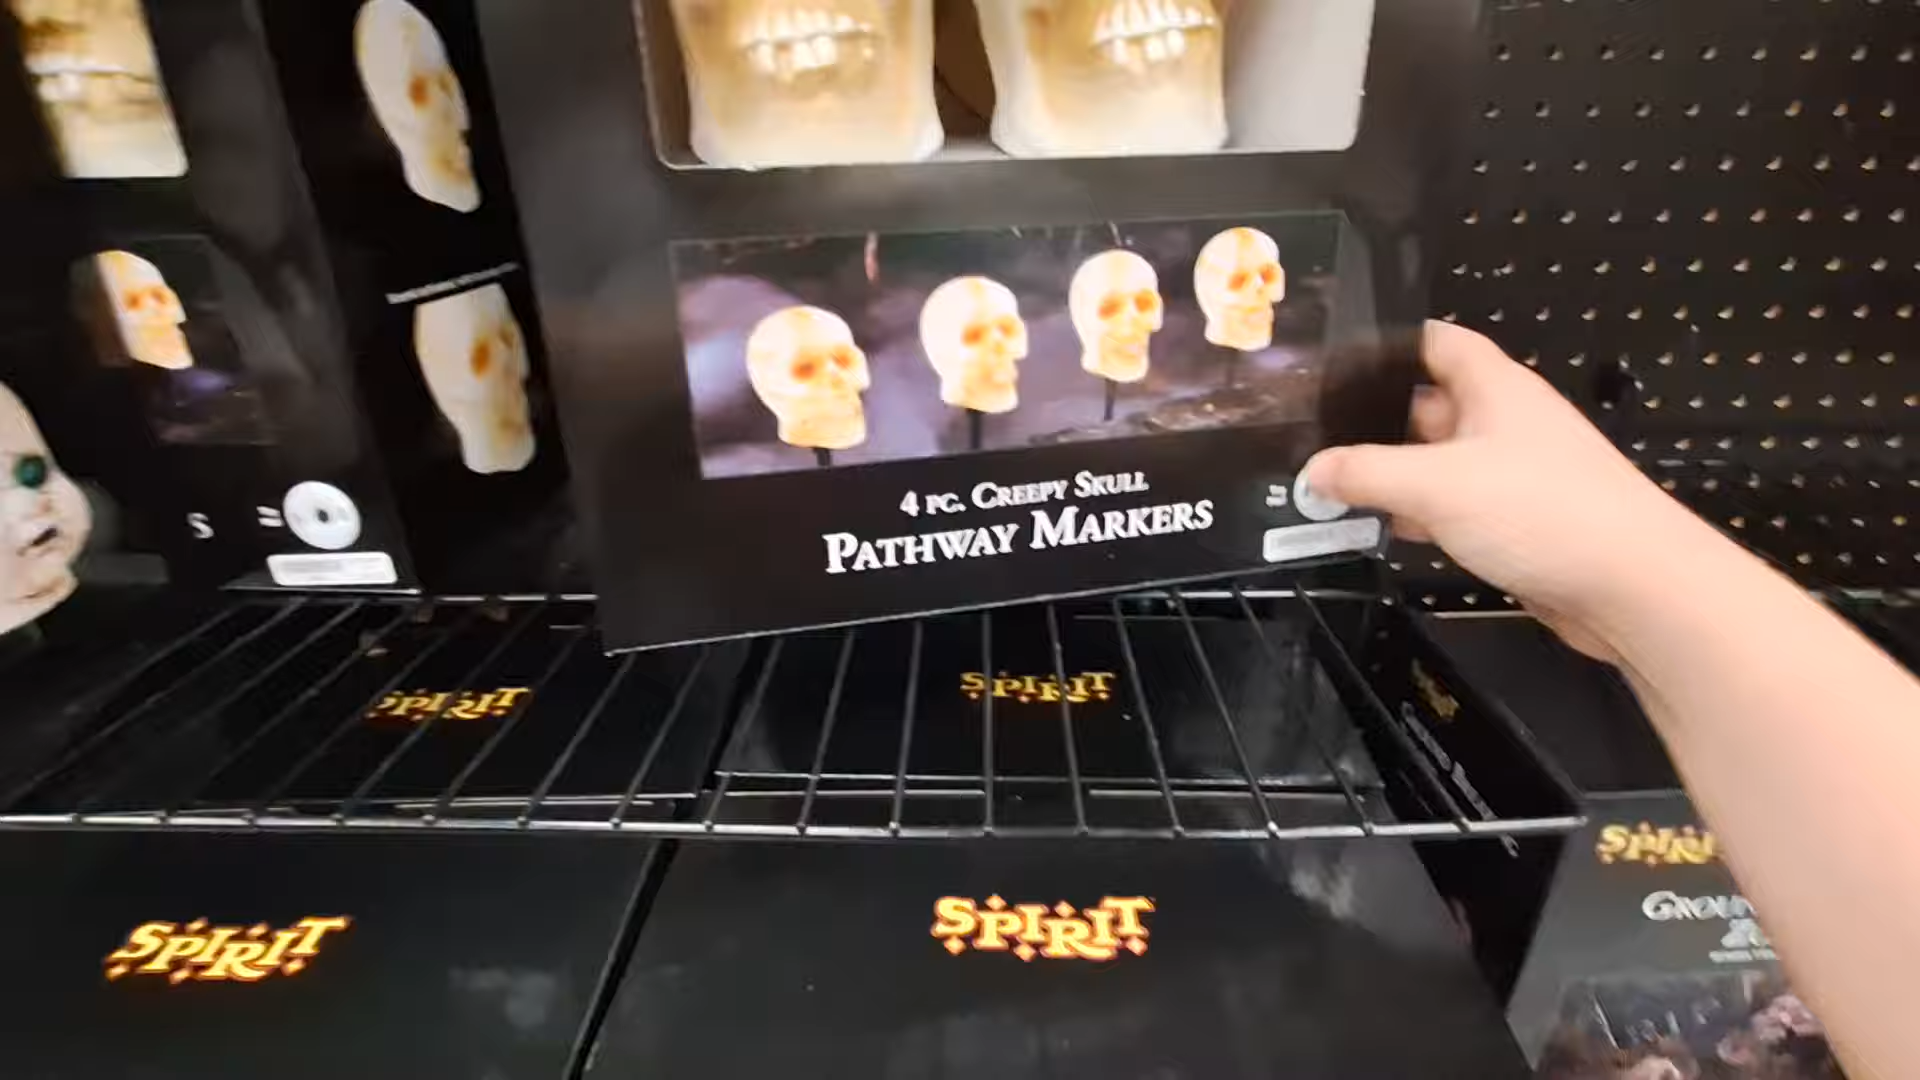 S
4 PC. CREEPY SKULL
PATHWAY MARKERS
SPIRIT
SPIRIT
SPIRIT
SPIRIT
SPIRIT